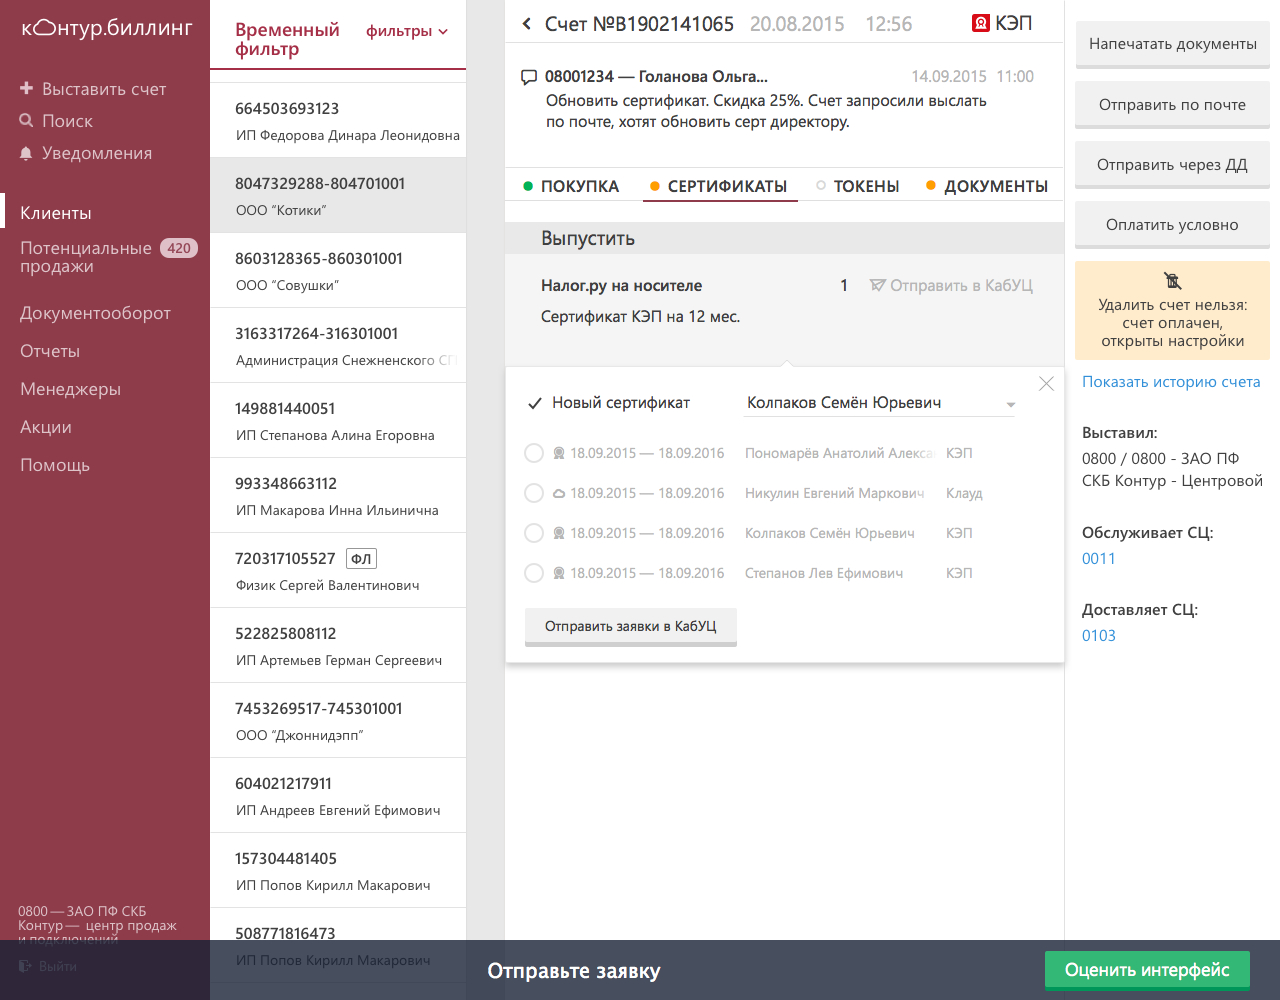 контур.биллинг
Выставить счет
Поиск
Уведомления
Клиенты
Потенциальные
продажи
420
Документооборот
Отчеты
Менеджеры
Акции
Помощь
0800 — ЗАО ПФ СКБ
Контур — центр продаж
и подключений
Выйти
Временный
фильтр
фильтры
664503693123
ИП Федорова Динара Леонидовна
8047329288-804701001
ООО “Котики”
8603128365-860301001
ООО “Совушки”
3163317264-316301001
Администрация Снежненского
149881440051
ИП Степанова Алина Егоровна
993348663112
ИП Макарова Инна Ильинична
720317105527 ФЛ
Физик Сергей Валентинович
522825808112
ИП Артемьев Герман Сергеевич
7453269517-745301001
ООО “Джоннидэпп”
604021217911
ИП Андреев Евгений Ефимович
157304481405
ИП Попов Кирилл Макарович
508771816473
ИП Попов Кирилл Макарович
Счет №В1902141065 20.08.2015 12:56 КЭП
08001234 — Голанова Ольга... 14.09.2015 11:00
Обновить сертификат. Скидка 25%. Счет запросили выслать
по почте, хотят обновить серт директору.
ПОКУПКА СЕРТИФИКАТЫ ТОКЕНЫ ДОКУМЕНТЫ
Выпустить
Налог.ру на носителе 1 Отправить в КабУЦ
Сертификат КЭП на 12 мес.
Новый сертификат Колпаков Семён Юрьевич
18.09.2015 — 18.09.2016 Пономарёв Анатолий Алекса КЭП
18.09.2015 — 18.09.2016 Никулин Евгений Маркович Клауд
18.09.2015 — 18.09.2016 Колпаков Семён Юрьевич КЭП
18.09.2015 — 18.09.2016 Степанов Лев Ефимович КЭП
Отправить заявки в КабУЦ
Напечатать документы
Отправить по почте
Отправить через ДД
Оплатить условно
Удалить счет нельзя:
счет оплачен,
открыты настройки
Показать историю счета
Выставил:
0800 / 0800 - ЗАО ПФ
СКБ Контур - Центровой
Обслуживает СЦ:
0011
Доставляет СЦ:
0103
Отправьте заявку
Оценить интерфейс